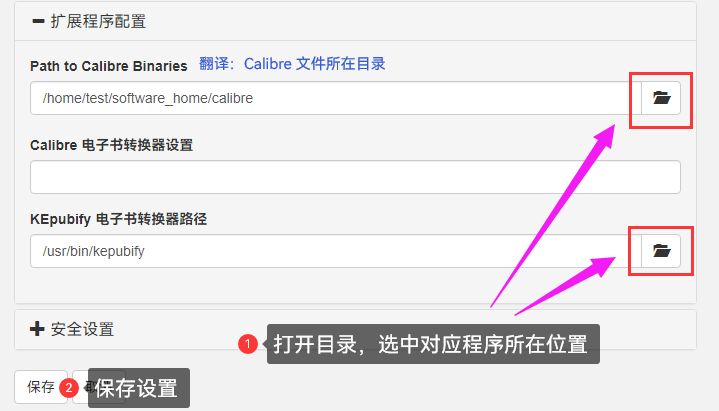 扩展程序配置
Path to Calibre Binaries 翻译：Calibre 文件所在目录
/home/test/software_home/calibre
Calibre 电子书转换器设置
KEpubify 电子书转换器路径
/usr/bin/kepubify
安全设置
1 打开目录，选中对应程序所在位置
保存 2 保存设置